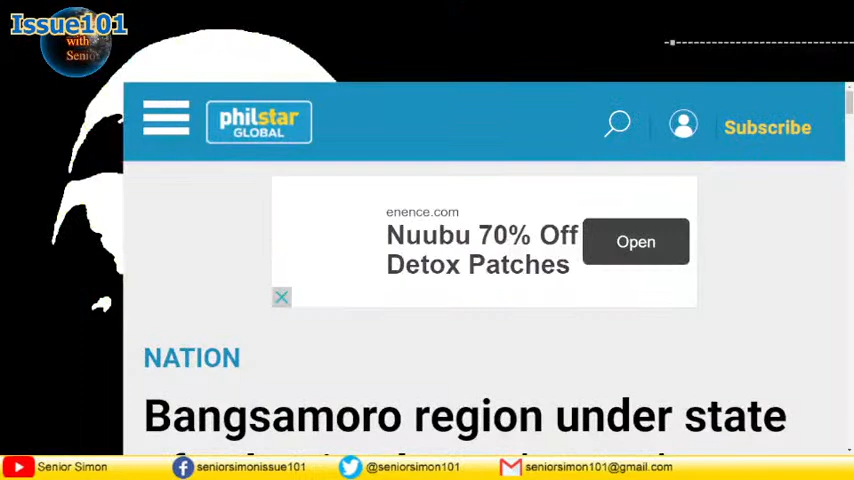 Issue101
with
Senior
philstar
GLOBAL
Subscribe
enence.com
Nuubu 70% Off
Detox Patches
Open
NATION
Bangsamoro region under state
Senior Simon
seniorsimonissue101
@seniorsimon101
seniorsimon101@gmail.com